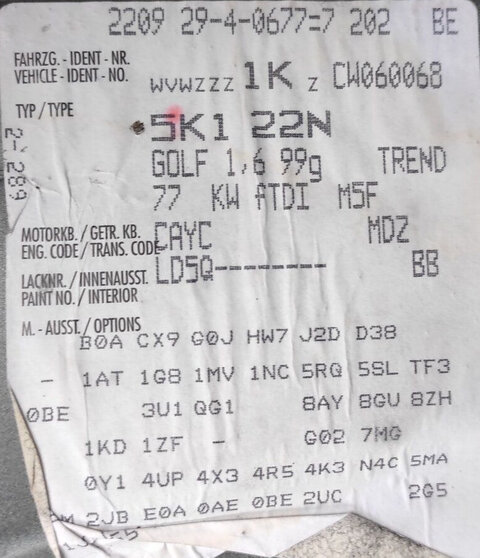 2209 29-4-0677=7 202 BE
FAHRZG. - IDENT - NR.
VEHICLE - IDENT - NO.
WVWZZZ 1K Z CW060068
TYP / TYPE
5K1 22N
GOLF 1,6 99g TREND
77 KW ATDI M5F
MOTORKB. / GETR. KB.
ENG. CODE / TRANS. CODE
CAYC MDZ
LACKNR. / INNENAUSST.
PAINT NO. / INTERIOR
LD5Q-------- BB
M. - AUSST. / OPTIONS
B0A CX9 G0J HW7 J2D D38
- 1AT 1G8 1MV 1NC 5RQ 5SL TF3
0BE 3U1 QG1 8AY 8GU 8ZH
1KD 1ZF - G02 7MG
0Y1 4UP 4X3 4R5 4K3 N4C 5MA
2JB E0A 0AE 0BE 2UC 2G5